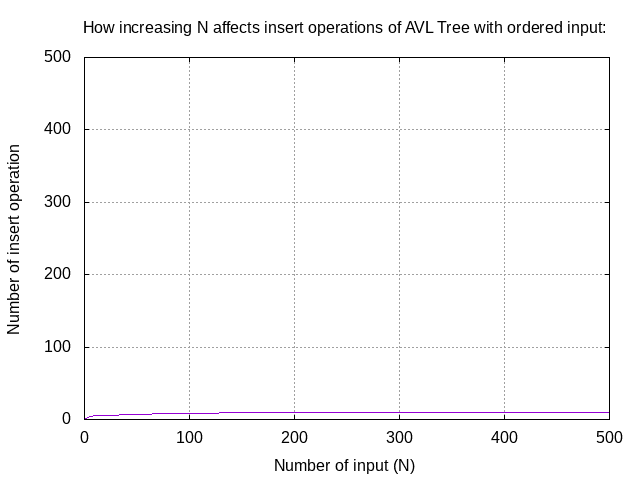 How increasing N affects insert operations of AVL Tree with ordered input:
500
400
300
200
100
0
Number of insert operation
0 100 200 300 400 500
Number of input (N)